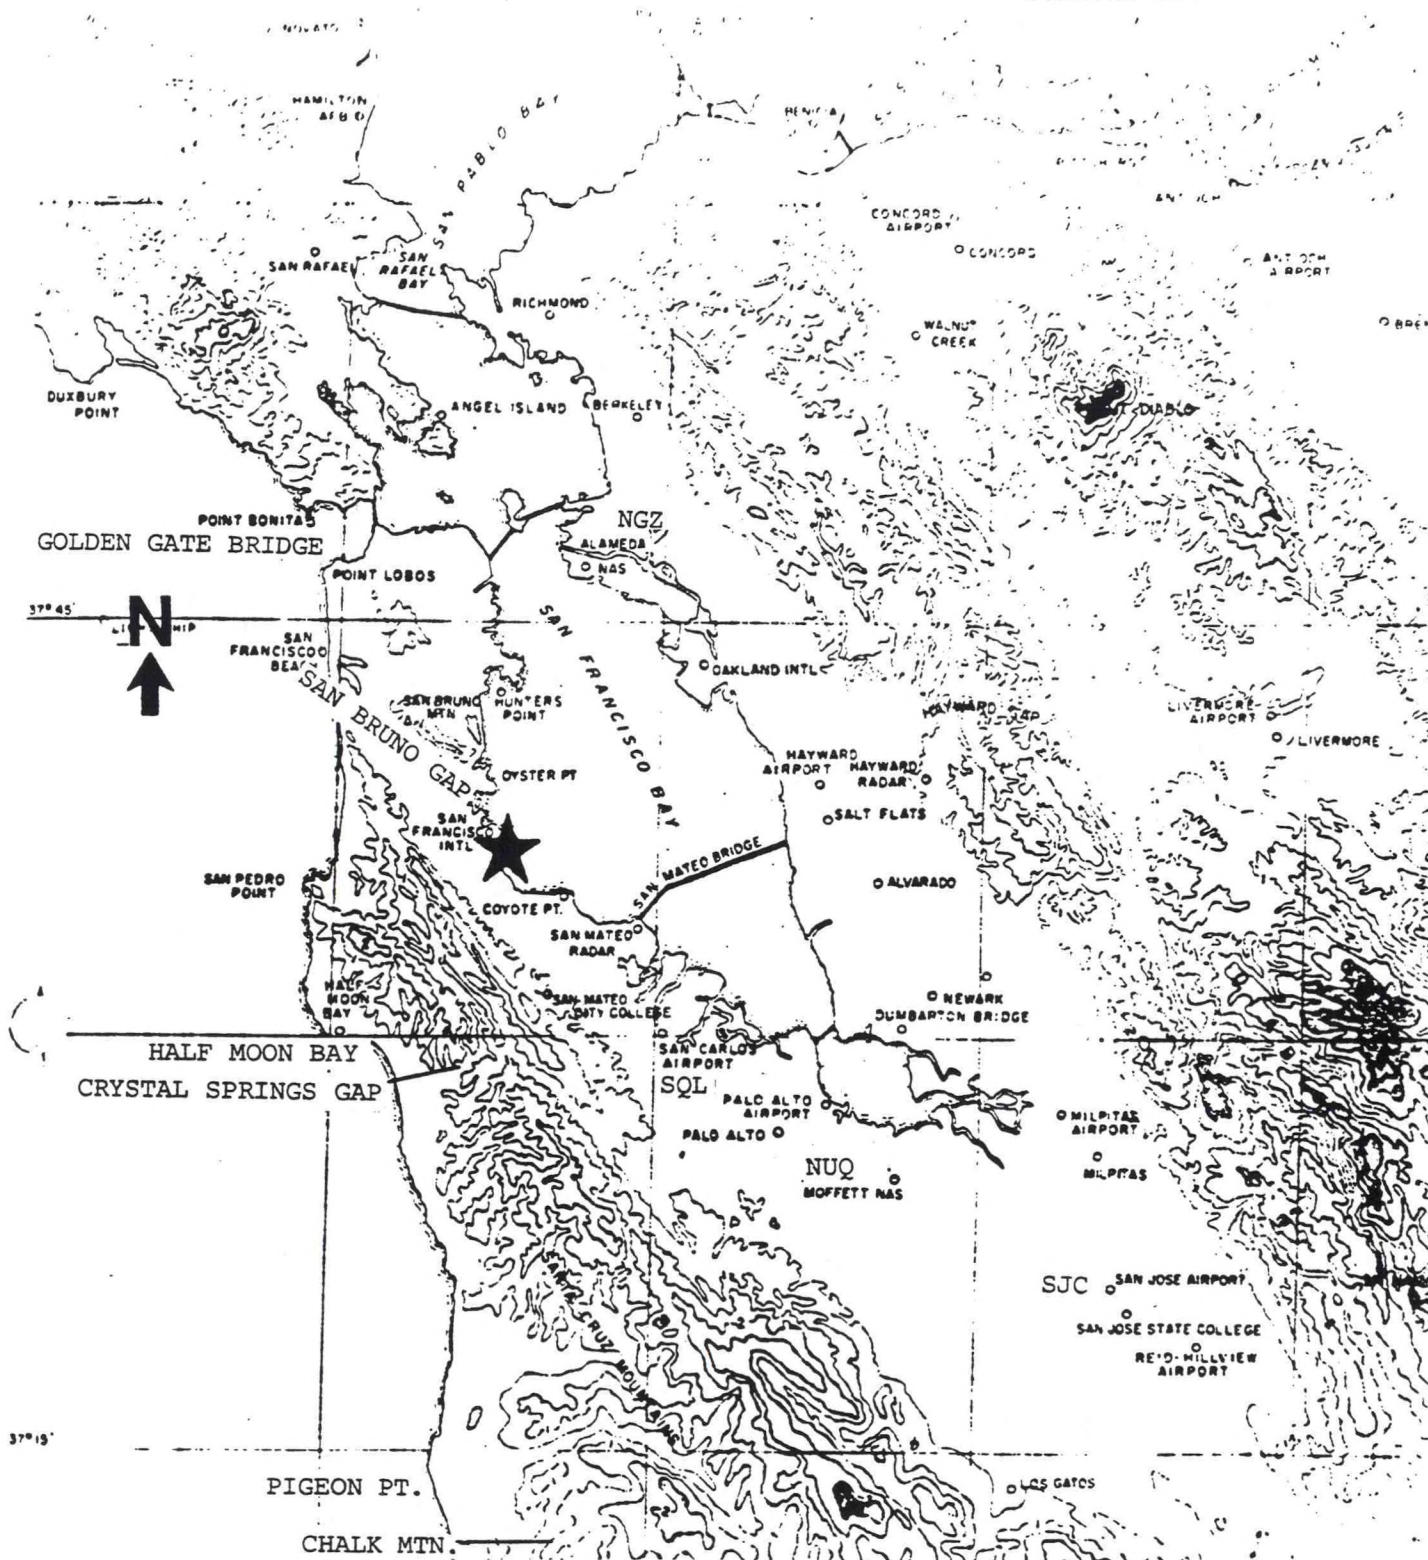 NOVATO
HAMILTON
AFB
SAN PABLO BAY
BENICIA
CONCORD
AIRPORT
CONCORD
SAN RAFAEL
SAN
RAFAEL
BAY
RICHMOND
WALNUT
CREEK
DUXBURY
POINT
ANGEL ISLAND
BERKELEY
DIABLO
POINT BONITAS
GOLDEN GATE BRIDGE
NGZ
ALAMEDA
NAS
POINT LOBOS
37° 45'
N
SAN
FRANCISCO
SAN FRANCISCO BAY
OAKLAND INTL
SAN BRUNO GAP
SAN BRUNO
MTN
HUNTERS
POINT
HAYWARD GAP
LIVERMORE
AIRPORT
LIVERMORE
HAYWARD
AIRPORT
HAYWARD
RADAR
OYSTER PT
SALT FLATS
SAN
FRANCISCO
INTL
SAN MATEO BRIDGE
SAN PEDRO
POINT
ALVARADO
COYOTE PT.
SAN MATEO
RADAR
HALF
MOON
BAY
SAN MATEO
CITY COLLEGE
NEWARK
DUMBARTON BRIDGE
HALF MOON BAY
SAN CARLOS
AIRPORT
SQL
CRYSTAL SPRINGS GAP
PALO ALTO
AIRPORT
MILPITAS
AIRPORT
PALO ALTO
NUQ
MOFFETT NAS
MILPITAS
SANTA CRUZ MOUNTAINS
SJC
SAN JOSE AIRPORT
SAN JOSE STATE COLLEGE
REID-HILLVIEW
AIRPORT
37° 15'
PIGEON PT.
LOS GATOS
CHALK MTN.